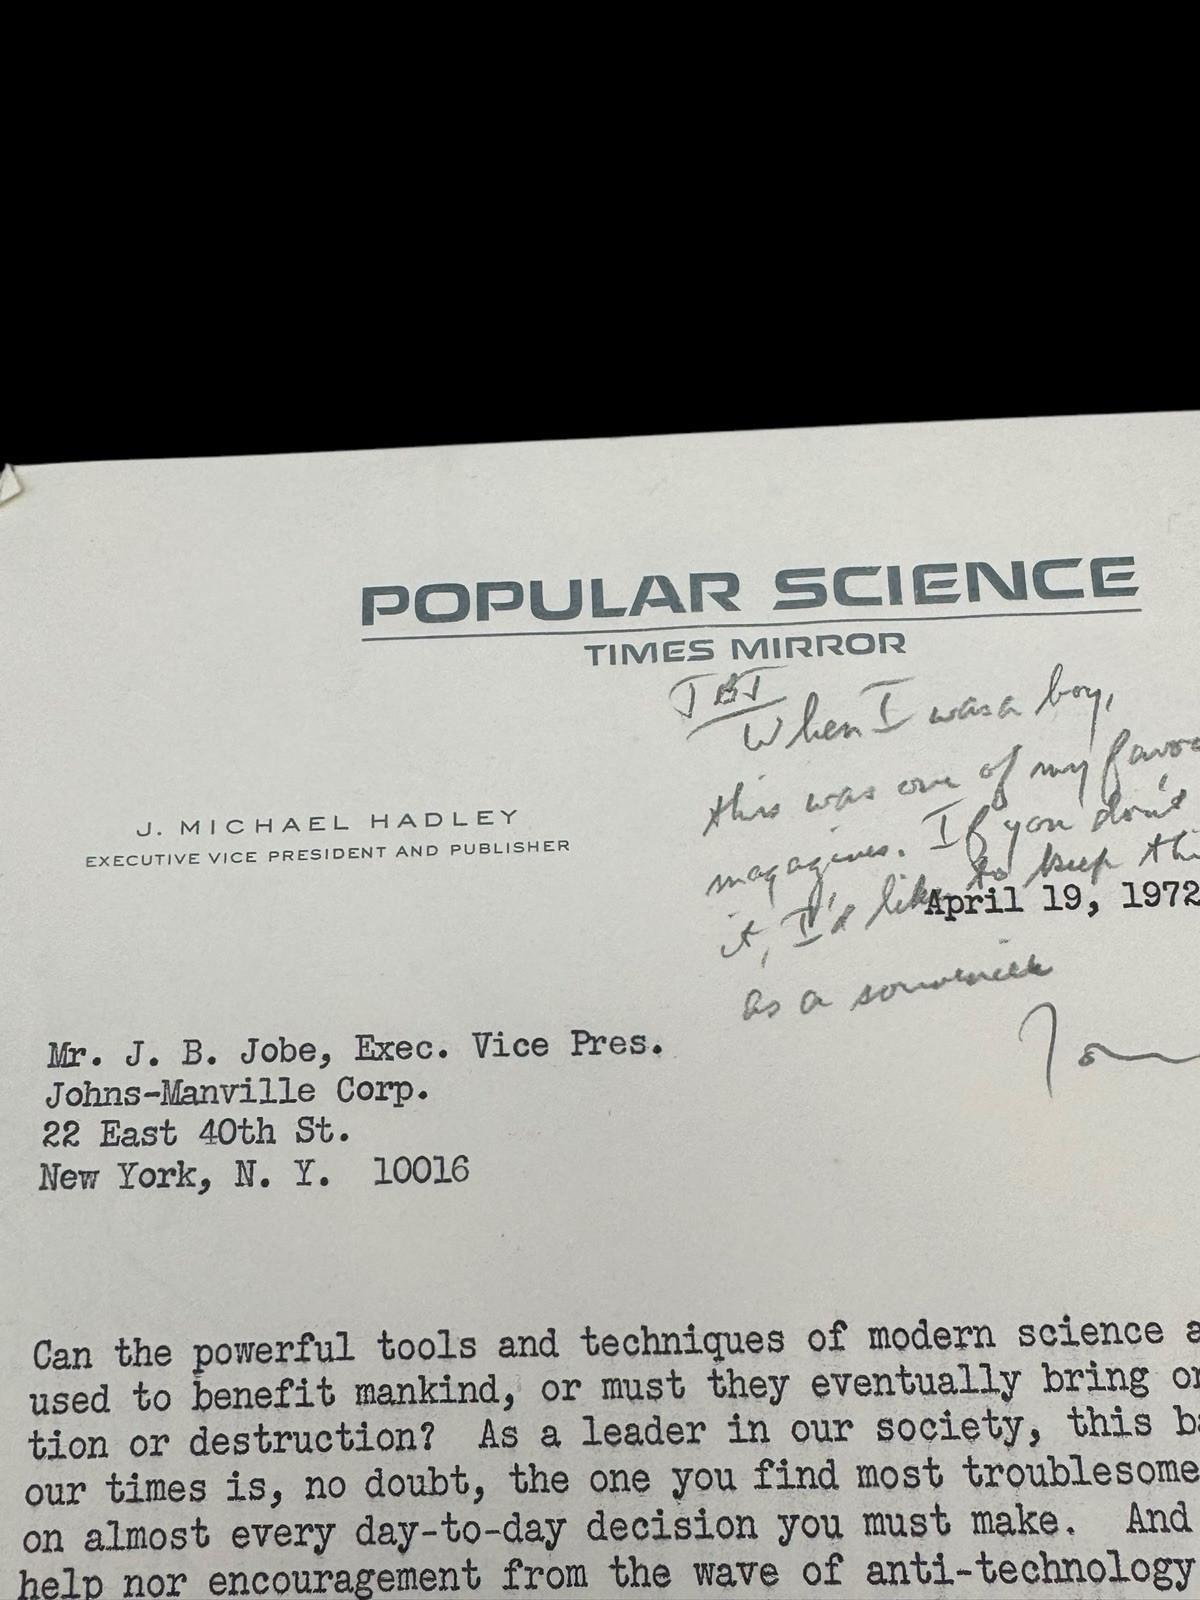 POPULAR SCIENCE
TIMES MIRROR
JBJ
When I was a boy,
this was one of my
magazines. If you don't
to keep
it, I'd like
as a souvenier
J. MICHAEL HADLEY
EXECUTIVE VICE PRESIDENT AND PUBLISHER
April 19, 1972
Mr. J. B. Jobe, Exec. Vice Pres.
Johns-Manville Corp.
22 East 40th St.
New York, N. Y. 10016
Can the powerful tools and techniques of modern science
used to benefit mankind, or must they eventually bring
tion or destruction? As a leader in our society, this
our times is, no doubt, the one you find most troublesome
on almost every day-to-day decision you must make. And
help nor encouragement from the wave of anti-technology